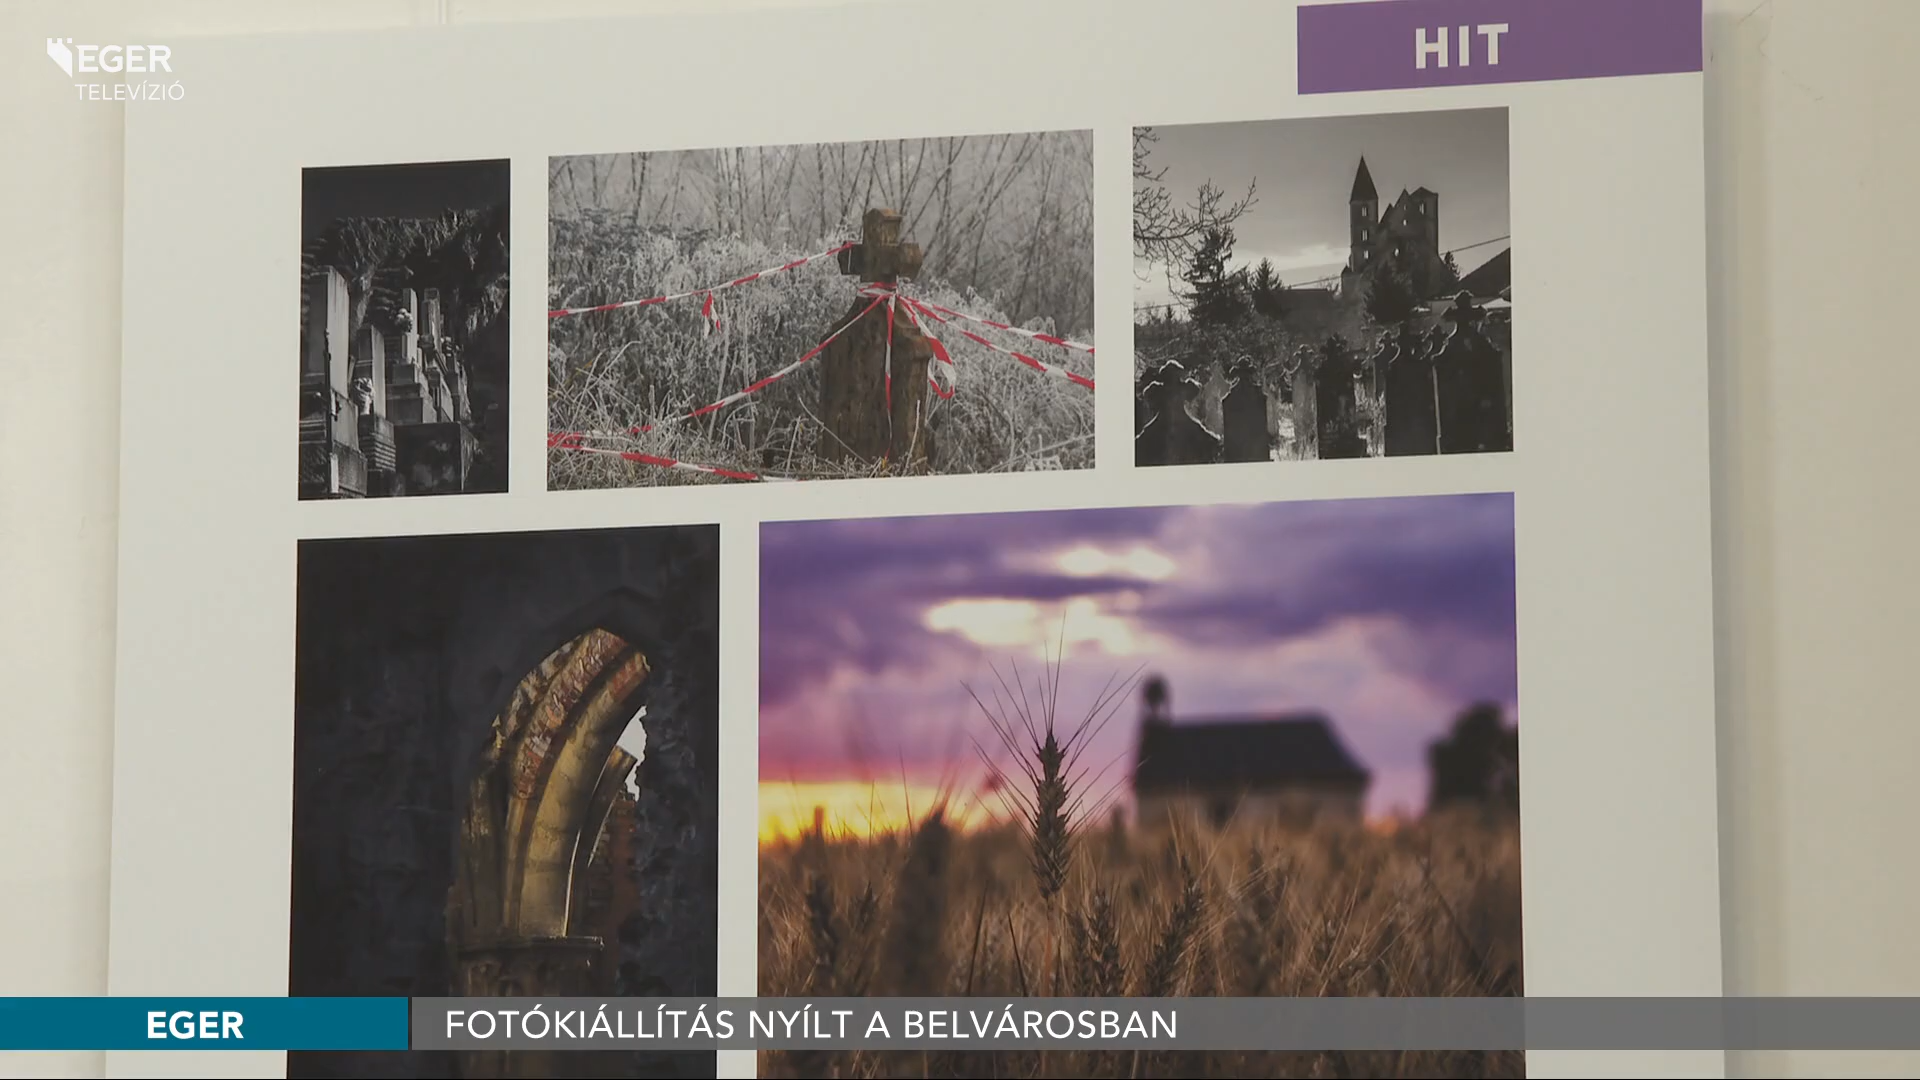 EGER
TELEVÍZIÓ
HIT
EGER
FOTÓKIÁLLÍTÁS NYÍLT A BELVÁROSBAN